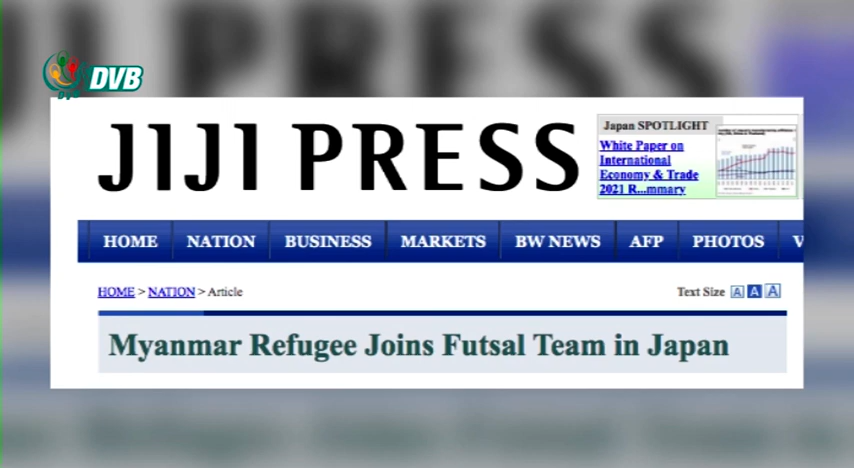 DVB
JIJI PRESS
Japan SPOTLIGHT
White Paper on
International
Economy & Trade
2021 R...mmary
HOME NATION BUSINESS MARKETS BW NEWS AFP PHOTOS V
HOME > NATION > Article
Text Size A A A
Myanmar Refugee Joins Futsal Team in Japan